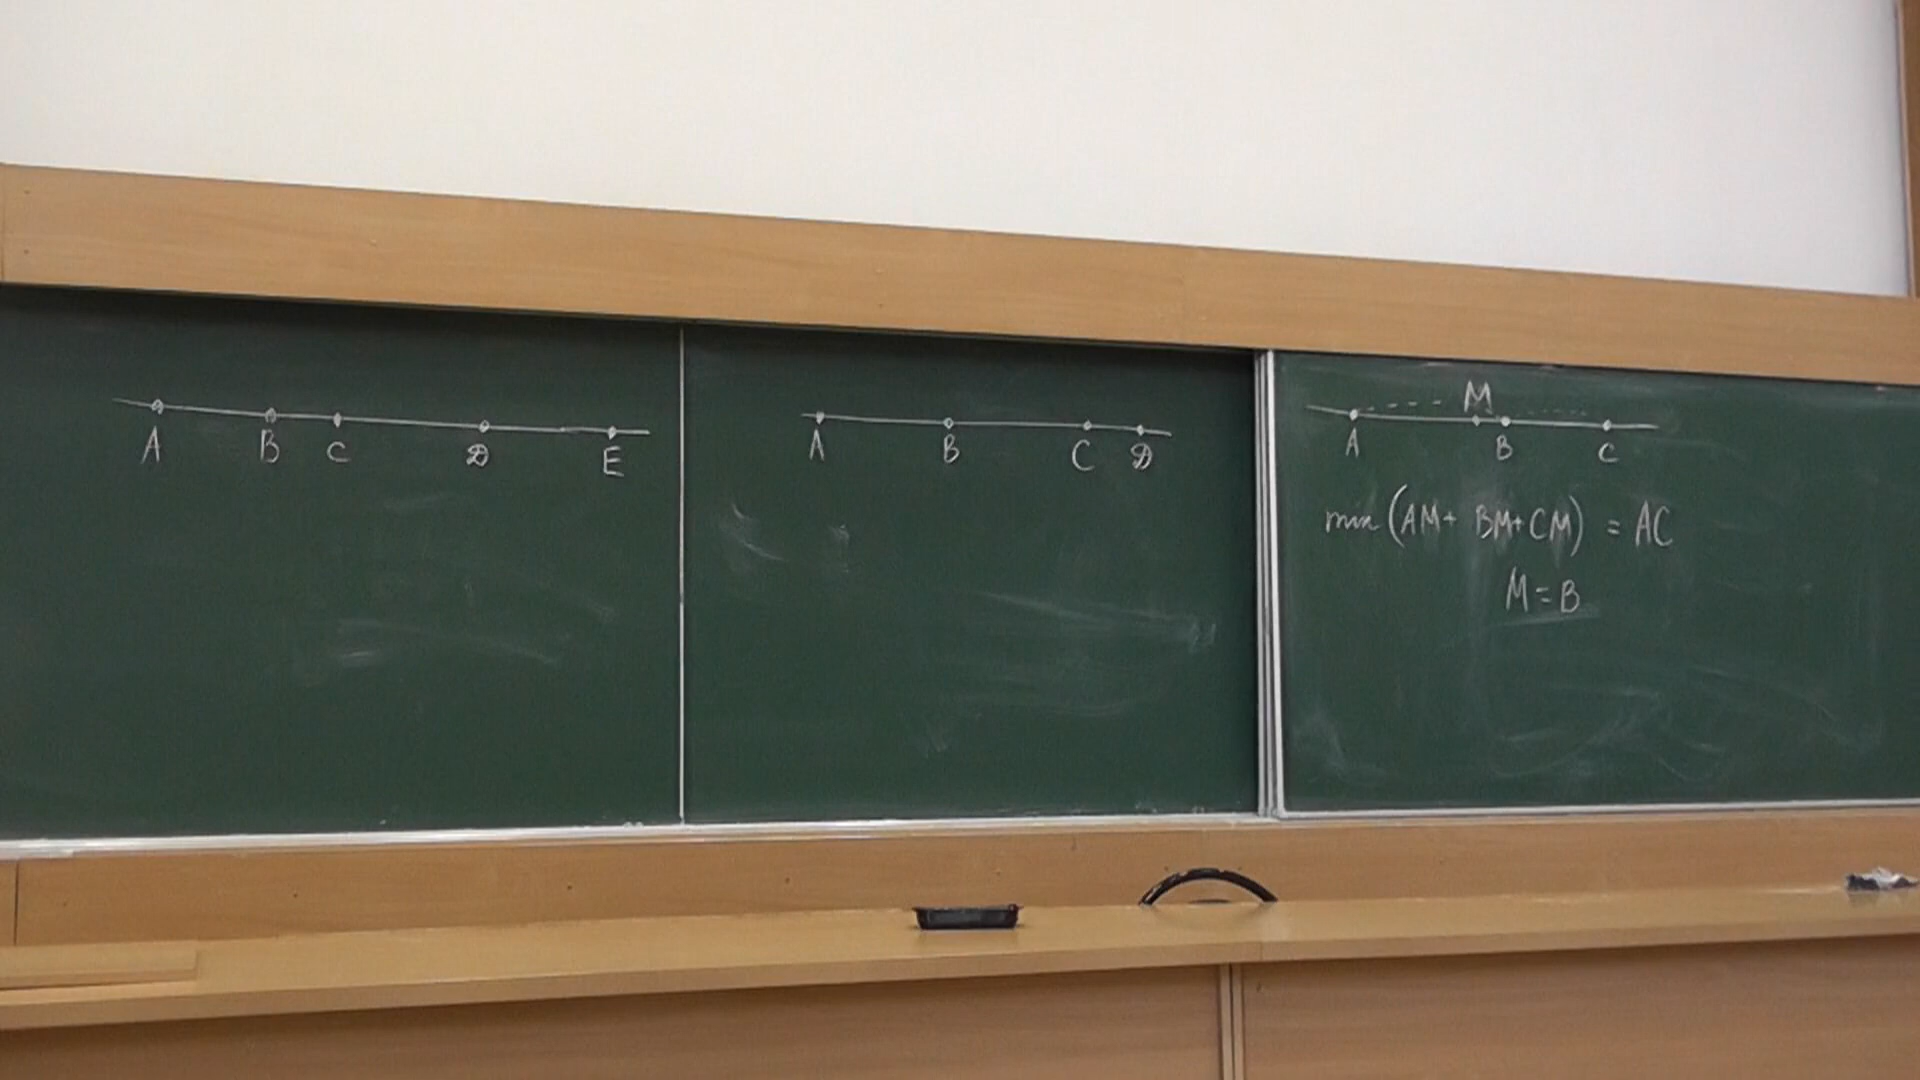 A B C D E
A B C D
M
A B C
min (AM + BM + CM) = AC
M = B